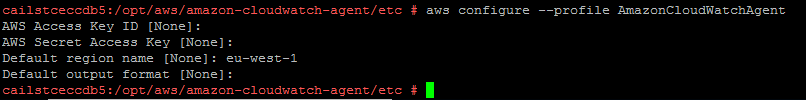 cailstceccdb5:/opt/aws/amazon-cloudwatch-agent/etc # aws configure --profile AmazonCloudWatchAgent
AWS Access Key ID [None]:
AWS Secret Access Key [None]:
Default region name [None]: eu-west-1
Default output format [None]:
cailstceccdb5:/opt/aws/amazon-cloudwatch-agent/etc #